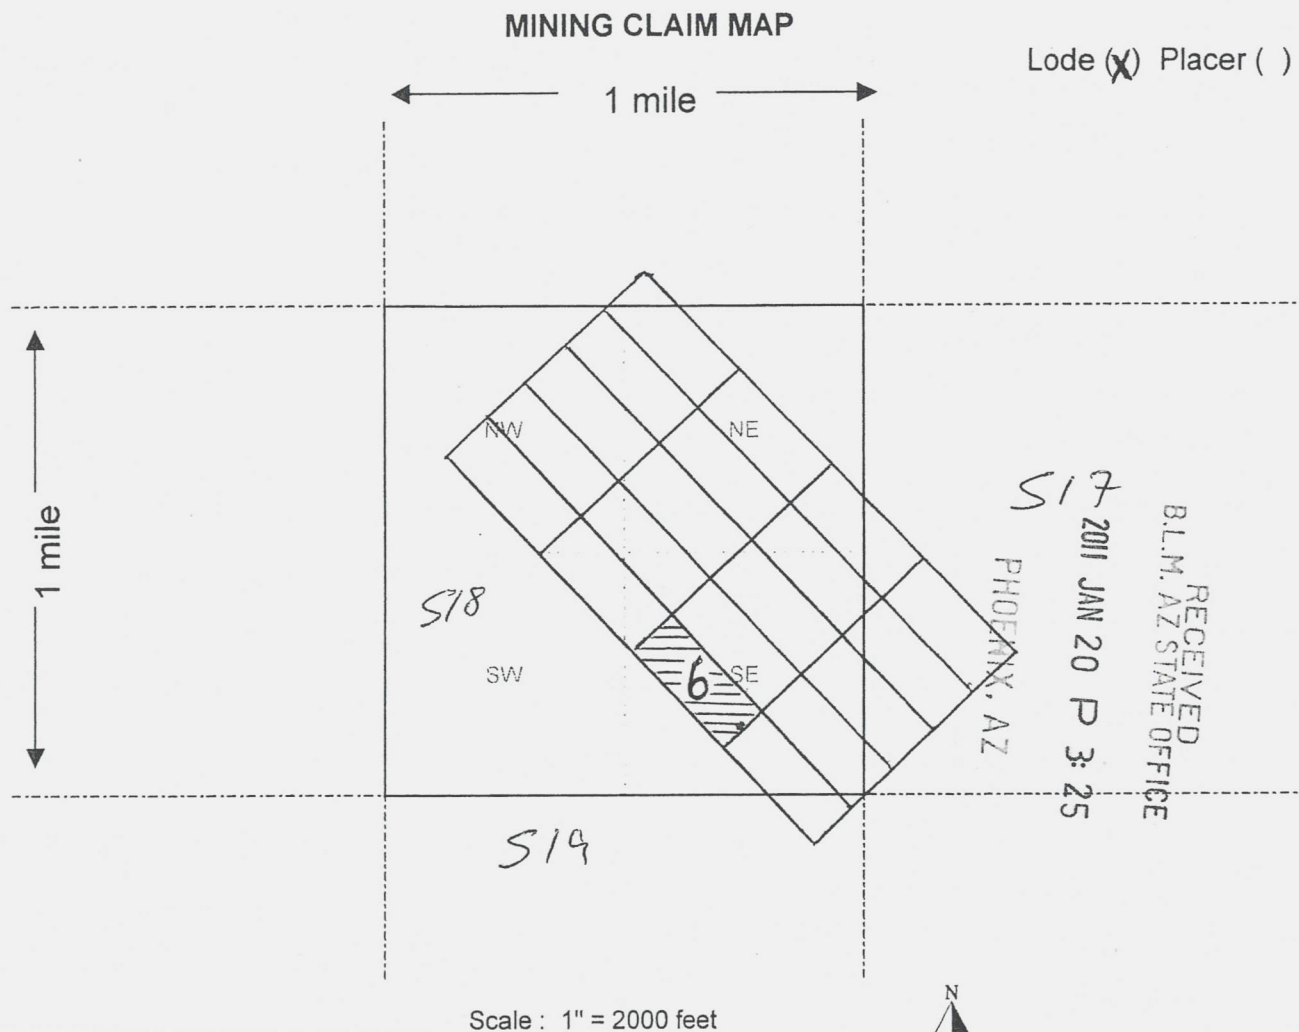 MINING CLAIM MAP
Lode (X) Placer ( )
1 mile
NW
NE
1 mile
S17
S18
SW
6
SE
RECEIVED
B.L.M. AZ STATE OFFICE
2011 JAN 20 P 3:25
PHOENIX, AZ
S19
N
Scale : 1" = 2000 feet